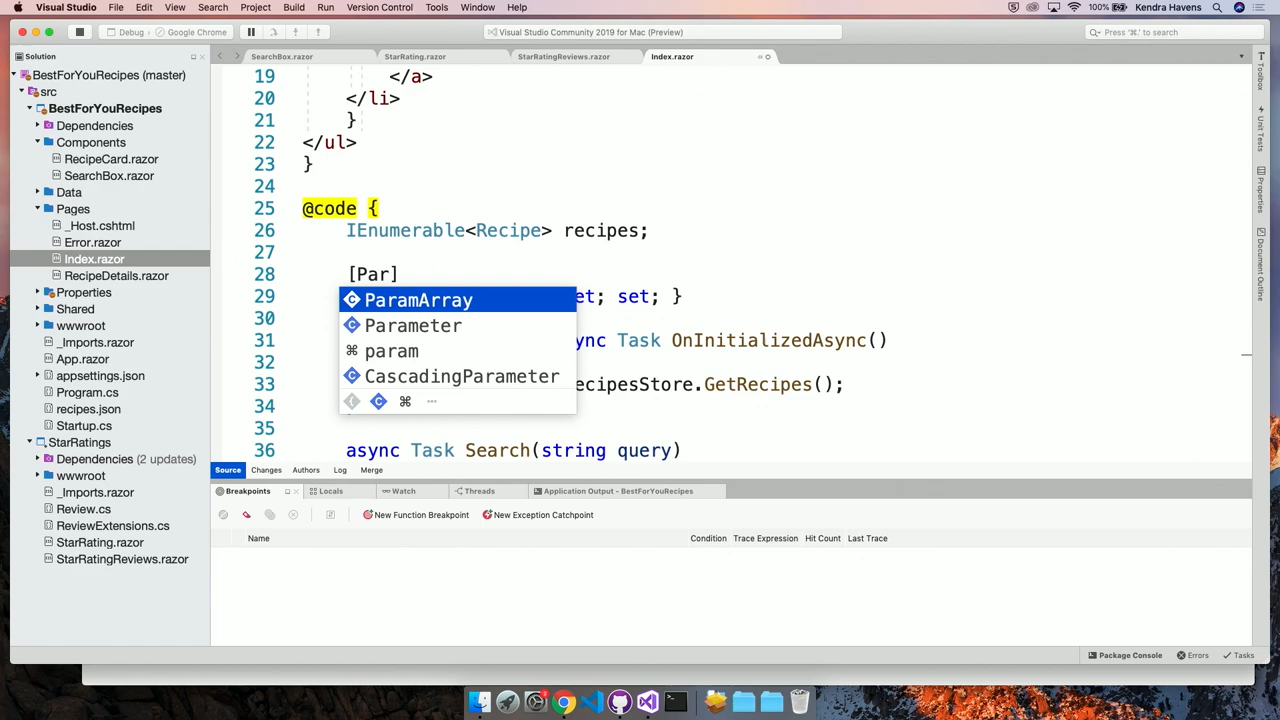 Visual Studio File Edit View Search Project Build Run Version Control Tools Window Help 100% Kendra Havens
Debug Google Chrome Visual Studio Community 2019 for Mac (Preview) Press '⌘.' to search
Solution
SearchBox.razor StarRating.razor StarRatingReviews.razor Index.razor
BestForYouRecipes (master)
src
BestForYouRecipes
Dependencies
Components
RecipeCard.razor
SearchBox.razor
Data
Pages
_Host.cshtml
Error.razor
Index.razor
RecipeDetails.razor
Properties
Shared
wwwroot
_Imports.razor
App.razor
appsettings.json
Program.cs
recipes.json
Startup.cs
StarRatings
Dependencies (2 updates)
wwwroot
_Imports.razor
Review.cs
ReviewExtensions.cs
StarRating.razor
StarRatingReviews.razor
19 </a>
20 </li>
21 }
22 </ul>
23 }
24
25 @code {
26 IEnumerable<Recipe> recipes;
27
28 [Par]
29 et; set; }
30
31 ync Task OnInitializedAsync()
32
33 ecipesStore.GetRecipes();
34
35
36 async Task Search(string query)
ParamArray
Parameter
param
CascadingParameter
Toolbox
Unit Tests
Properties
Document Outline
Source Changes Authors Log Merge
Breakpoints Locals Watch Threads Application Output - BestForYouRecipes
New Function Breakpoint New Exception Catchpoint
Name Condition Trace Expression Hit Count Last Trace
Package Console Errors Tasks